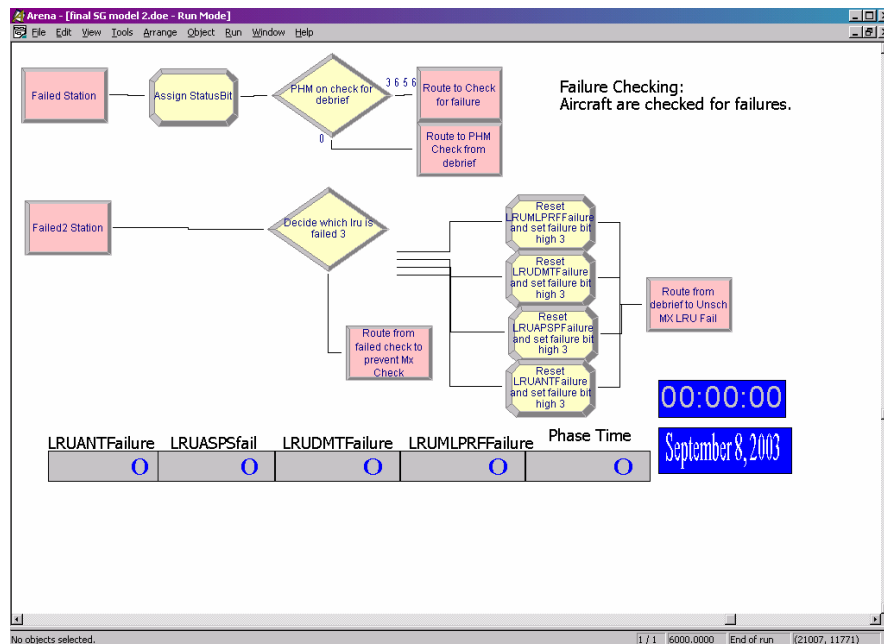 Arena - [final SG model 2.doe - Run Mode]
File Edit View Tools Arrange Object Run Window Help
Failed Station
Assign StatusBit
PHM on check for
debrief
3 6 5 6
0
Route to Check
for failure
Route to PHM
Check from
debrief
Failure Checking:
Aircraft are checked for failures.
Failed2 Station
Decide which lru is
failed 3
Reset
LRUMLPRFFailure
and set failure bit
high 3
Reset
LRUDMTFailure
and set failure bit
high 3
Reset
LRUAPSPFailure
and set failure bit
high 3
Reset
LRUANTFailure
and set failure bit
high 3
Route from
debrief to Unsch
MX LRU Fail
Route from
failed check to
prevent Mx
Check
00:00:00
September 8, 2003
LRUANTFailure LRUASPSfail LRUDMTFailure LRUMLPRFFailure Phase Time
0 0 0 0 0
No objects selected. 1 / 1 6000.0000 End of run (21007, 11771)